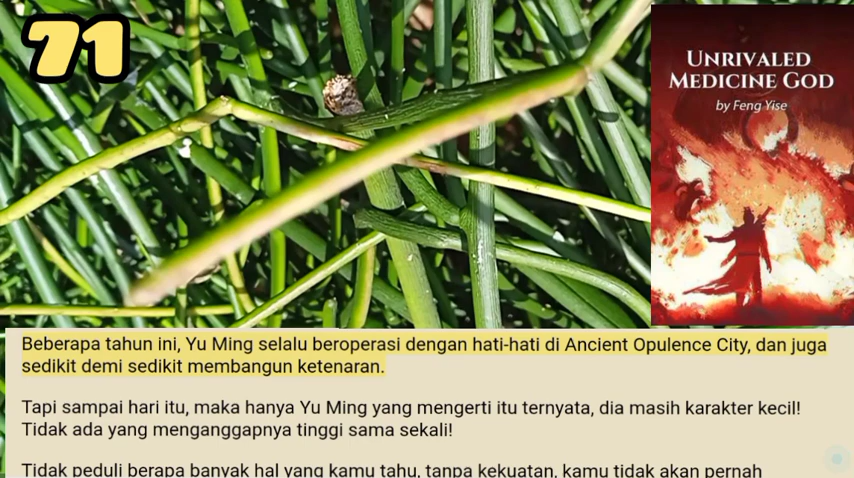 71
UNRIVALED
MEDICINE GOD
by Feng Yise
Beberapa tahun ini, Yu Ming selalu beroperasi dengan hati-hati di Ancient Opulence City, dan juga
sedikit demi sedikit membangun ketenaran.
Tapi sampai hari itu, maka hanya Yu Ming yang mengerti itu ternyata, dia masih karakter kecil!
Tidak ada yang menganggapnya tinggi sama sekali!
Tidak peduli berapa banyak hal yang kamu tahu, tanpa kekuatan, kamu tidak akan pernah